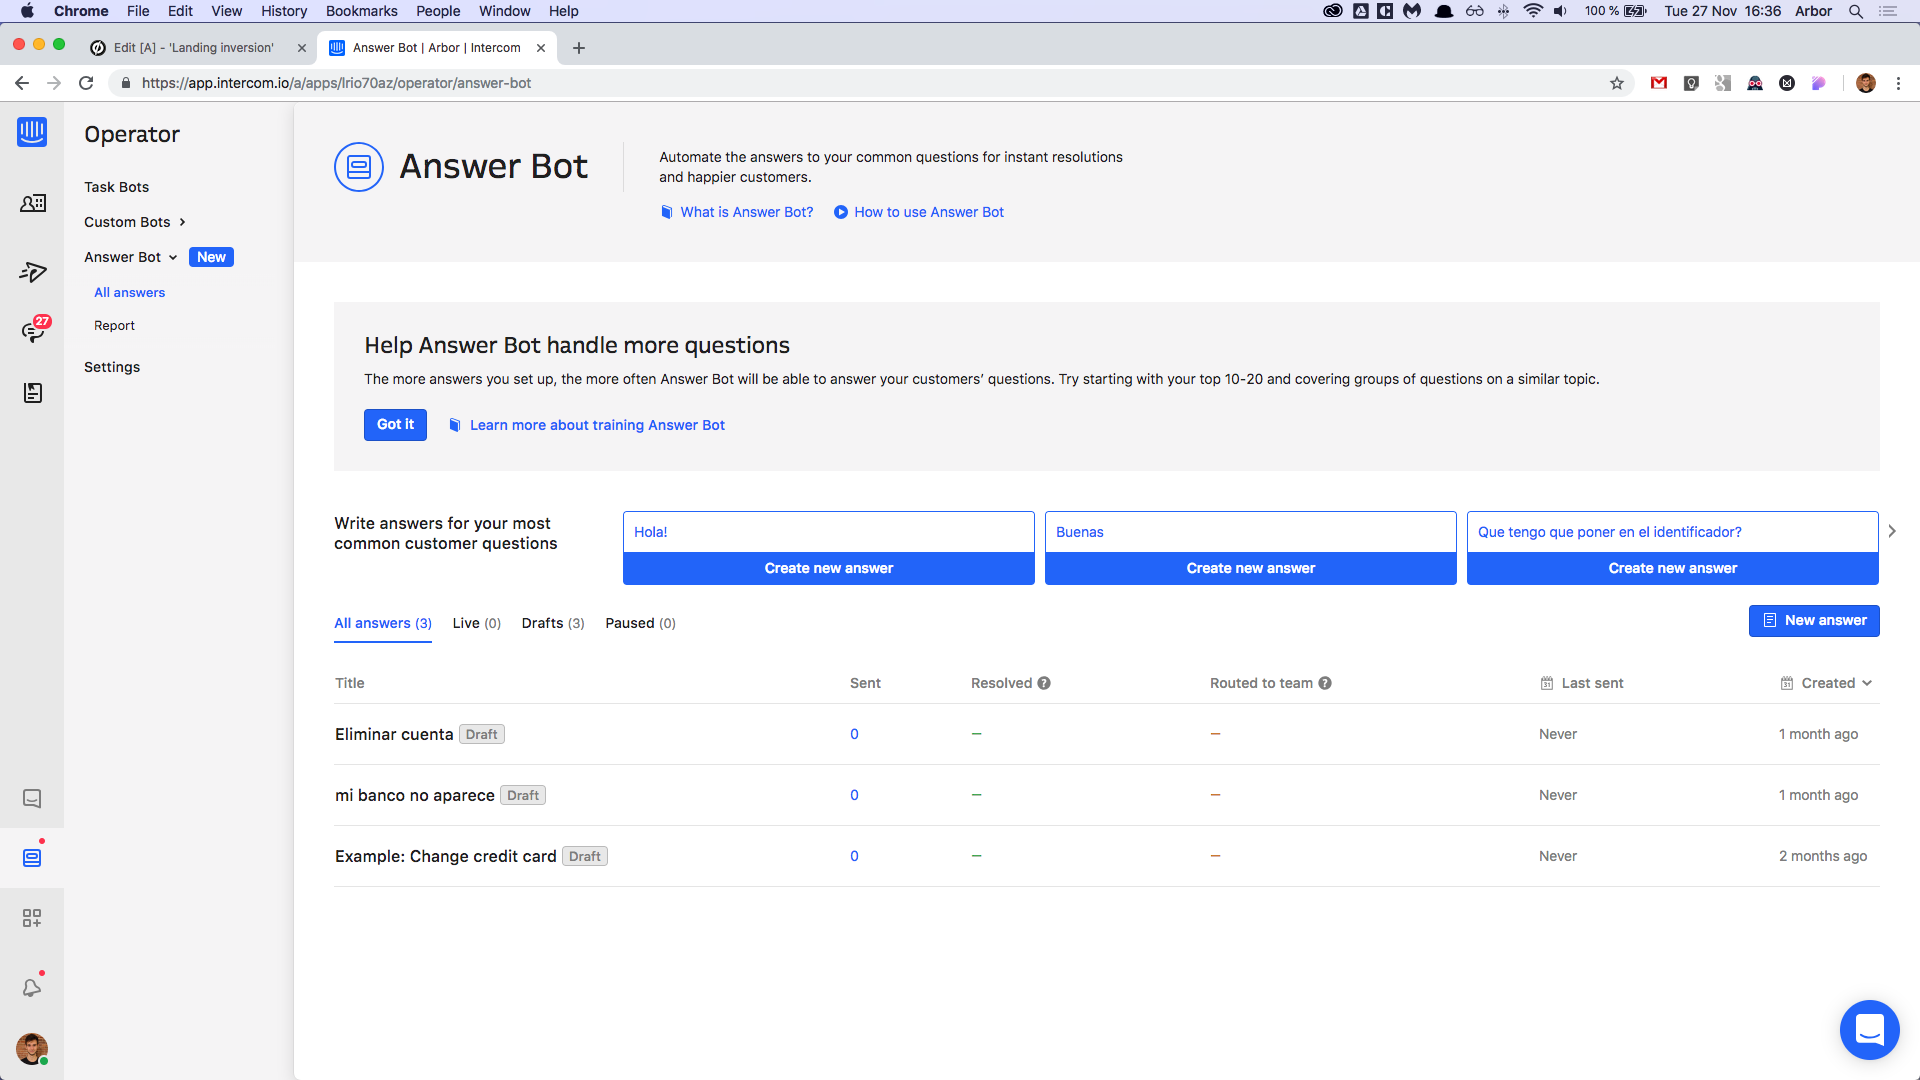 Chrome File Edit View History Bookmarks People Window Help
100 % Tue 27 Nov 16:36 Arbor
Edit [A] - 'Landing inversion'
Answer Bot | Arbor | Intercom
https://app.intercom.io/a/apps/lrio70az/operator/answer-bot
Operator
Task Bots
Custom Bots
Answer Bot New
All answers
Report
Settings
27
Answer Bot
Automate the answers to your common questions for instant resolutions
and happier customers.
What is Answer Bot? How to use Answer Bot
Help Answer Bot handle more questions
The more answers you set up, the more often Answer Bot will be able to answer your customers’ questions. Try starting with your top 10-20 and covering groups of questions on a similar topic.
Got it Learn more about training Answer Bot
Write answers for your most
common customer questions
Hola!
Create new answer
Buenas
Create new answer
Que tengo que poner en el identificador?
Create new answer
All answers (3) Live (0) Drafts (3) Paused (0)
New answer
Title Sent Resolved ? Routed to team ? 31 Last sent 31 Created
Eliminar cuenta Draft 0 – – Never 1 month ago
mi banco no aparece Draft 0 – – Never 1 month ago
Example: Change credit card Draft 0 – – Never 2 months ago